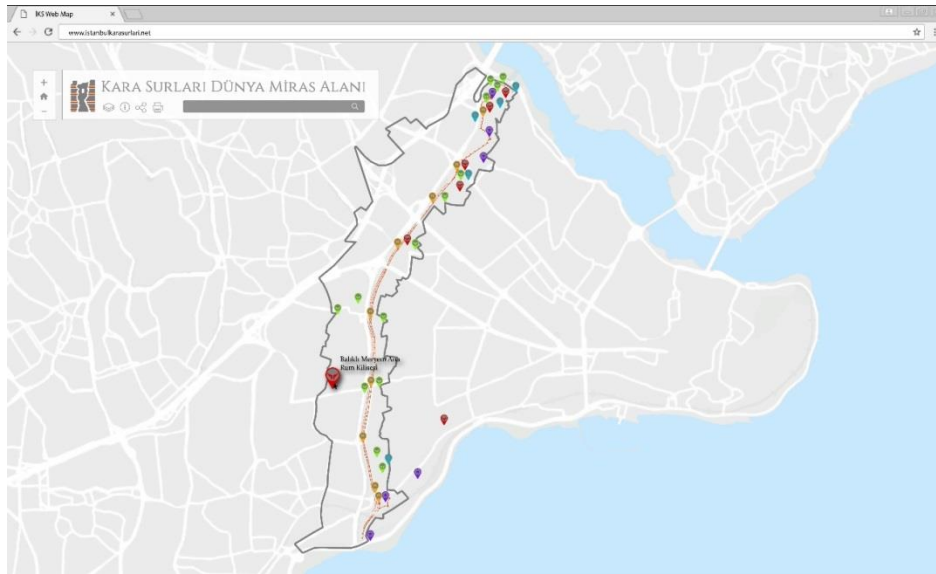 İKS Web Map
www.istanbulkarasurlari.net
KARA SURLARI DÜNYA MİRAS ALANI
Balıklı Meryem Ana
Rum Kilisesi